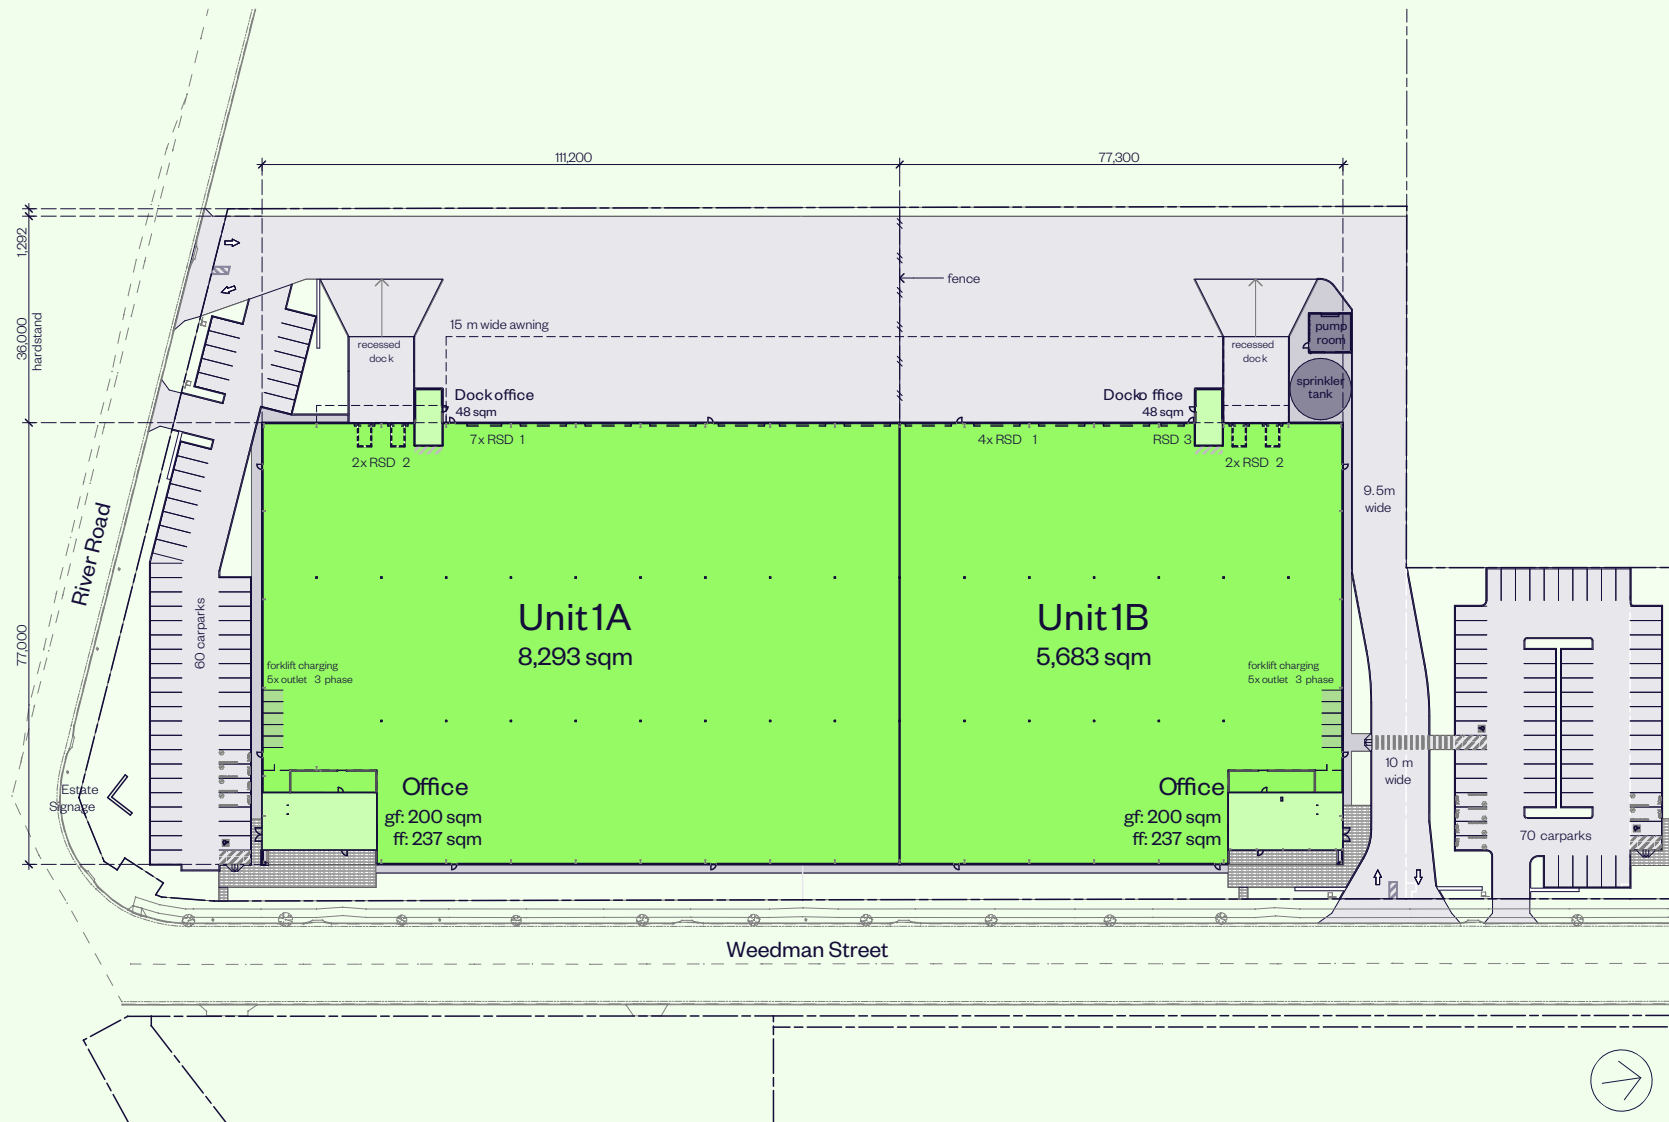 111,200
77,300
1,292
36,000
hardstand
fence
15 m wide awning
pump
room
recessed
dock
recessed
dock
sprinkler
tank
Dock office
48 sqm
Docko ffice
48 sqm
7x RSD 1
4x RSD 1
RSD 3
2x RSD 2
2x RSD 2
9.5m
wide
River Road
60 carparks
77,000
Unit 1A
8,293 sqm
Unit 1B
5,683 sqm
forklift charging
5x outlet 3 phase
forklift charging
5x outlet 3 phase
10 m
wide
Estate
Signage
Office
gf: 200 sqm
ff: 237 sqm
Office
gf: 200 sqm
ff: 237 sqm
70 carparks
Weedman Street